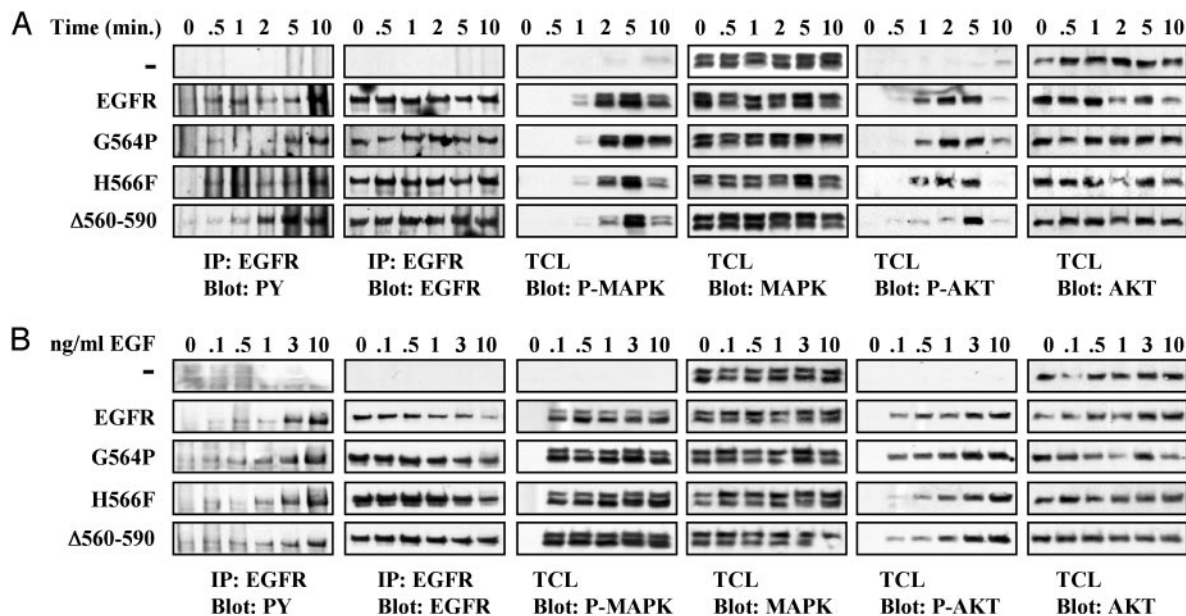 A Time (min.) 0 .5 1 2 5 10 0 .5 1 2 5 10 0 .5 1 2 5 10 0 .5 1 2 5 10 0 .5 1 2 5 10 0 .5 1 2 5 10
-
EGFR
G564P
H566F
Δ560-590
IP: EGFR IP: EGFR TCL TCL TCL TCL
Blot: PY Blot: EGFR Blot: P-MAPK Blot: MAPK Blot: P-AKT Blot: AKT
B ng/ml EGF 0 .1 .5 1 3 10 0 .1 .5 1 3 10 0 .1 .5 1 3 10 0 .1 .5 1 3 10 0 .1 .5 1 3 10 0 .1 .5 1 3 10
-
EGFR
G564P
H566F
Δ560-590
IP: EGFR IP: EGFR TCL TCL TCL TCL
Blot: PY Blot: EGFR Blot: P-MAPK Blot: MAPK Blot: P-AKT Blot: AKT